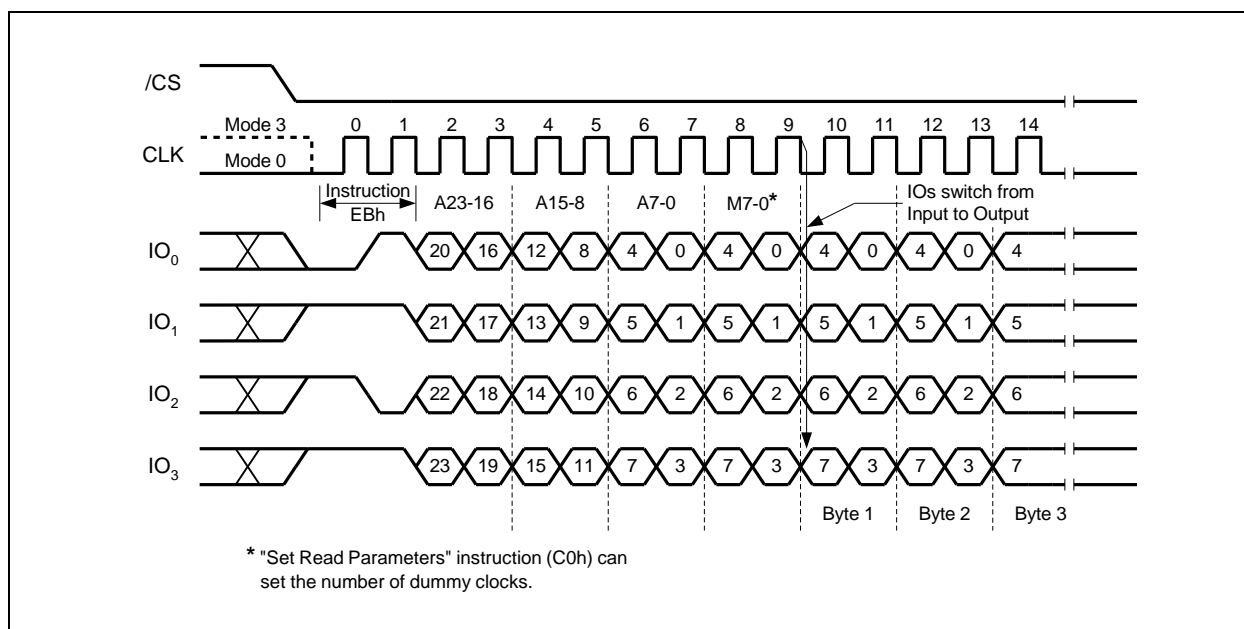 /CS
Mode 3 0 1 2 3 4 5 6 7 8 9 10 11 12 13 14
CLK
Mode 0
Instruction
EBh
A23-16 A15-8 A7-0 M7-0*
IOs switch from
Input to Output
IO0 20 16 12 8 4 0 4 0 4 0 4 0 4
IO1 21 17 13 9 5 1 5 1 5 1 5 1 5
IO2 22 18 14 10 6 2 6 2 6 2 6 2 6
IO3 23 19 15 11 7 3 7 3 7 3 7 3 7
Byte 1 Byte 2 Byte 3
* "Set Read Parameters" instruction (C0h) can
set the number of dummy clocks.